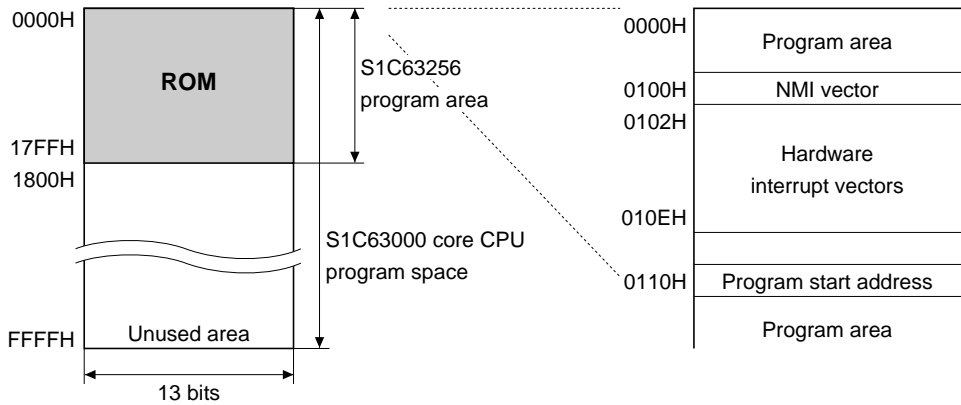 0000H
ROM
17FFH
1800H
FFFFH
Unused area
13 bits
S1C63256
program area
S1C63000 core CPU
program space
0000H
Program area
0100H
NMI vector
0102H
Hardware
interrupt vectors
010EH
0110H
Program start address
Program area